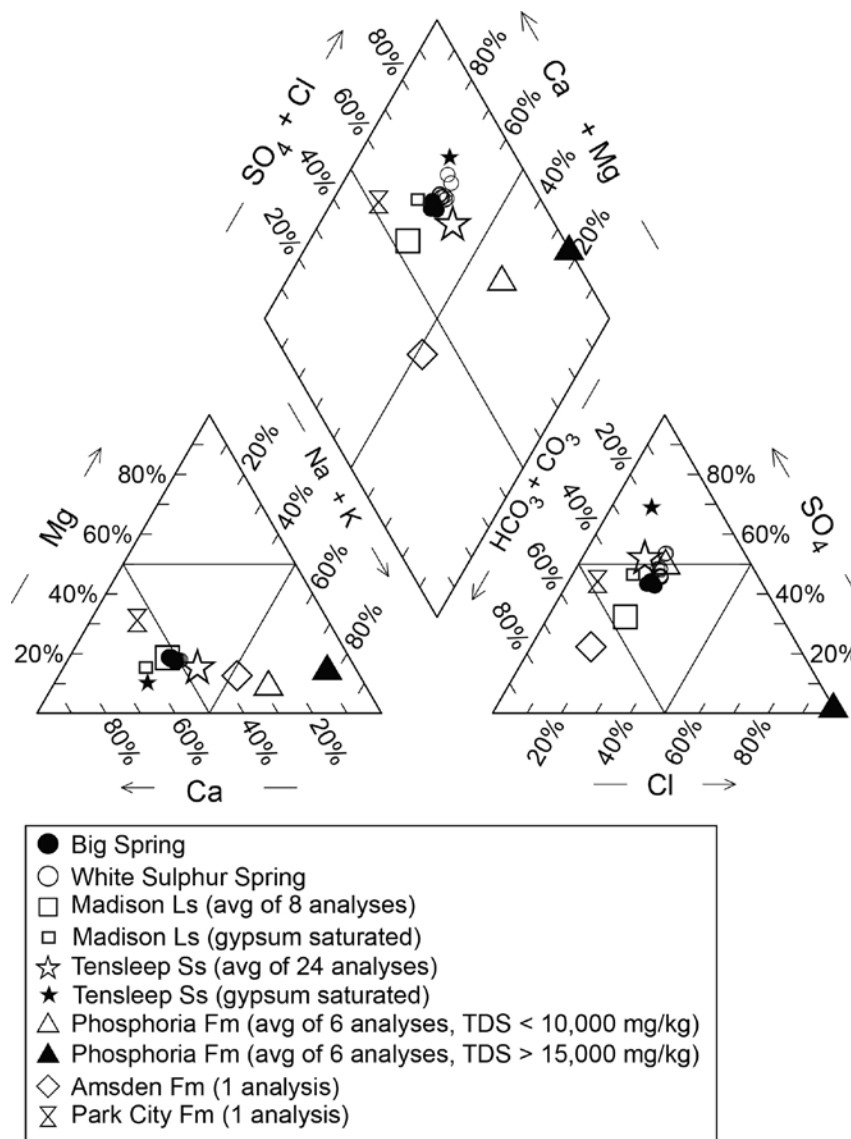 80%
80%
SO4 + Cl
Ca + Mg
60%
60%
40%
40%
20%
20%
Mg
Na + K
HCO3 + CO3
SO4
80%
60%
40%
20%
20%
40%
60%
80%
20%
40%
60%
80%
80%
60%
40%
20%
80%
60%
40%
20%
Ca
20%
40%
60%
80%
Cl
Big Spring
White Sulphur Spring
Madison Ls (avg of 8 analyses)
Madison Ls (gypsum saturated)
Tensleep Ss (avg of 24 analyses)
Tensleep Ss (gypsum saturated)
Phosphoria Fm (avg of 6 analyses, TDS < 10,000 mg/kg)
Phosphoria Fm (avg of 6 analyses, TDS > 15,000 mg/kg)
Amsden Fm (1 analysis)
Park City Fm (1 analysis)